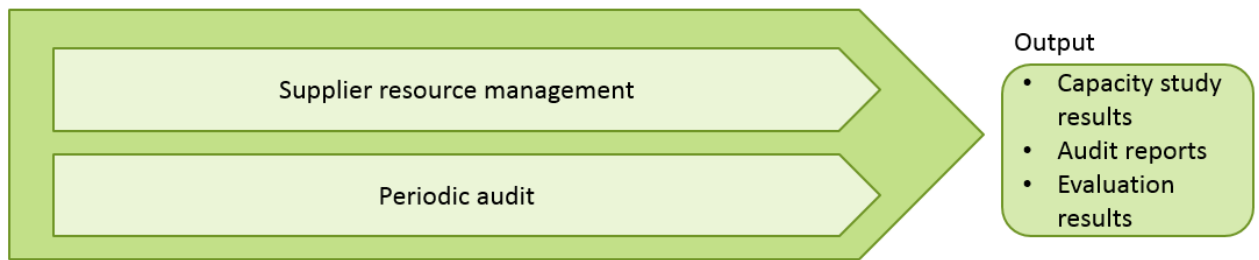 Supplier resource management
Periodic audit
Output
• Capacity study
results
• Audit reports
• Evaluation
results